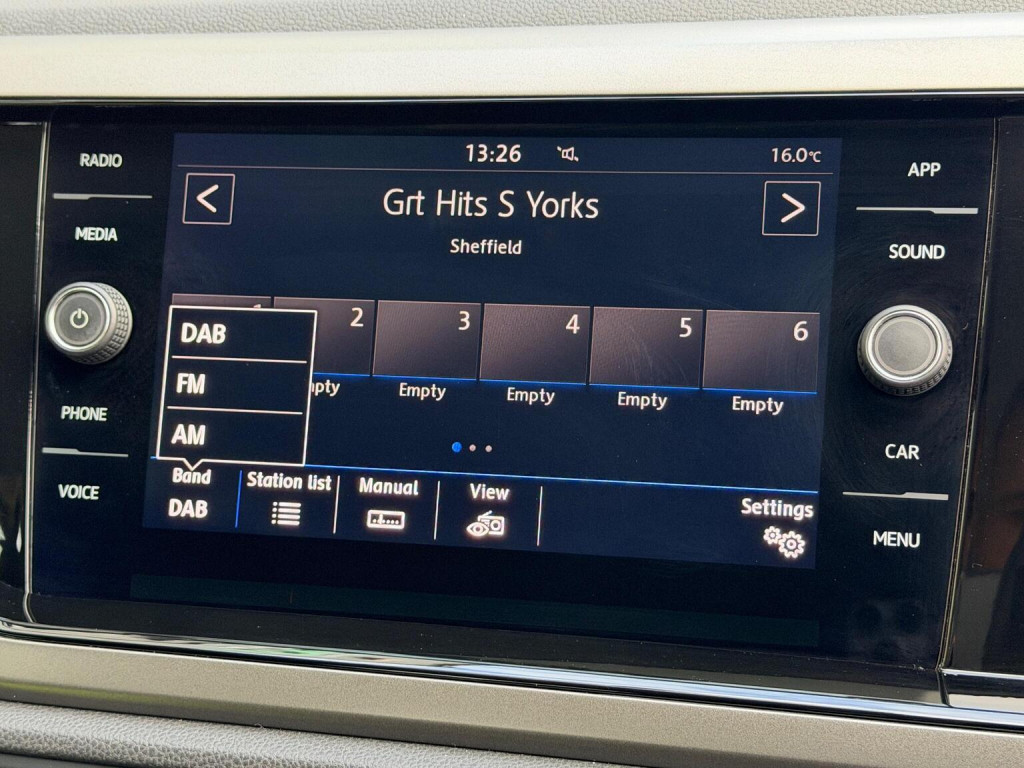 RADIO
MEDIA
PHONE
VOICE
13:26
16.0°C
Grt Hits S Yorks
Sheffield
2
3
4
5
6
Empty
Empty
Empty
Empty
DAB
FM
AM
Band
DAB
Station list
Manual
View
Settings
APP
SOUND
CAR
MENU